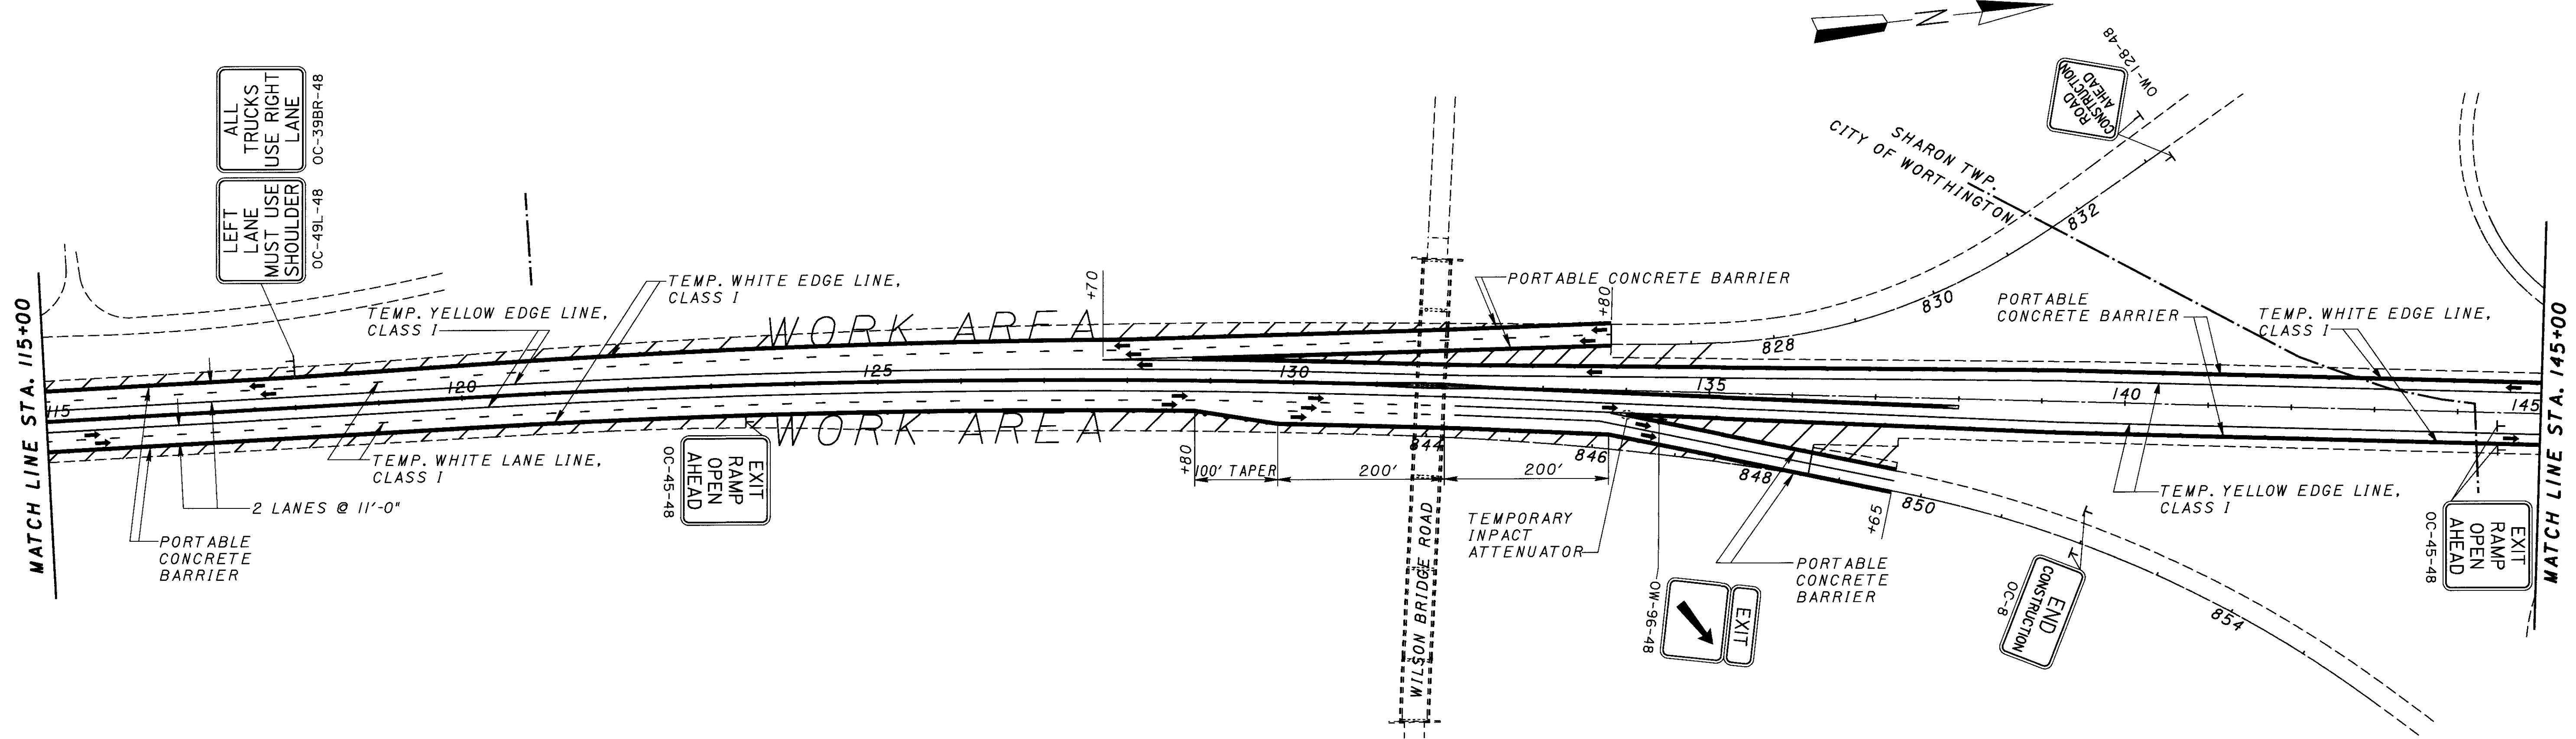 N
OW-128-48
ROAD
CONSTRUCTION
AHEAD
ALL
TRUCKS
USE RIGHT
LANE
OC-39BR-48
LEFT
LANE
MUST USE
SHOULDER
OC-49L-48
SHARON TWP.
CITY OF WORTHINGTON
832
830
828
MATCH LINE STA. 115+00
TEMP. YELLOW EDGE LINE,
CLASS I
TEMP. WHITE EDGE LINE,
CLASS I
WORK AREA
+70
PORTABLE CONCRETE BARRIER
+80
PORTABLE
CONCRETE BARRIER
TEMP. WHITE EDGE LINE,
CLASS I
MATCH LINE STA. 145+00
115
120
125
130
135
140
145
WORK AREA
TEMP. WHITE LANE LINE,
CLASS I
2 LANES @ 11'-0"
PORTABLE
CONCRETE
BARRIER
EXIT
RAMP
OPEN
AHEAD
OC-45-48
+80
100' TAPER
200'
200'
844
846
848
850
854
+65
WILSON BRIDGE ROAD
TEMPORARY
INPACT
ATTENUATOR
OW-96-48
EXIT
PORTABLE
CONCRETE
BARRIER
END
CONSTRUCTION
OC-8
TEMP. YELLOW EDGE LINE,
CLASS I
EXIT
RAMP
OPEN
AHEAD
OC-45-48